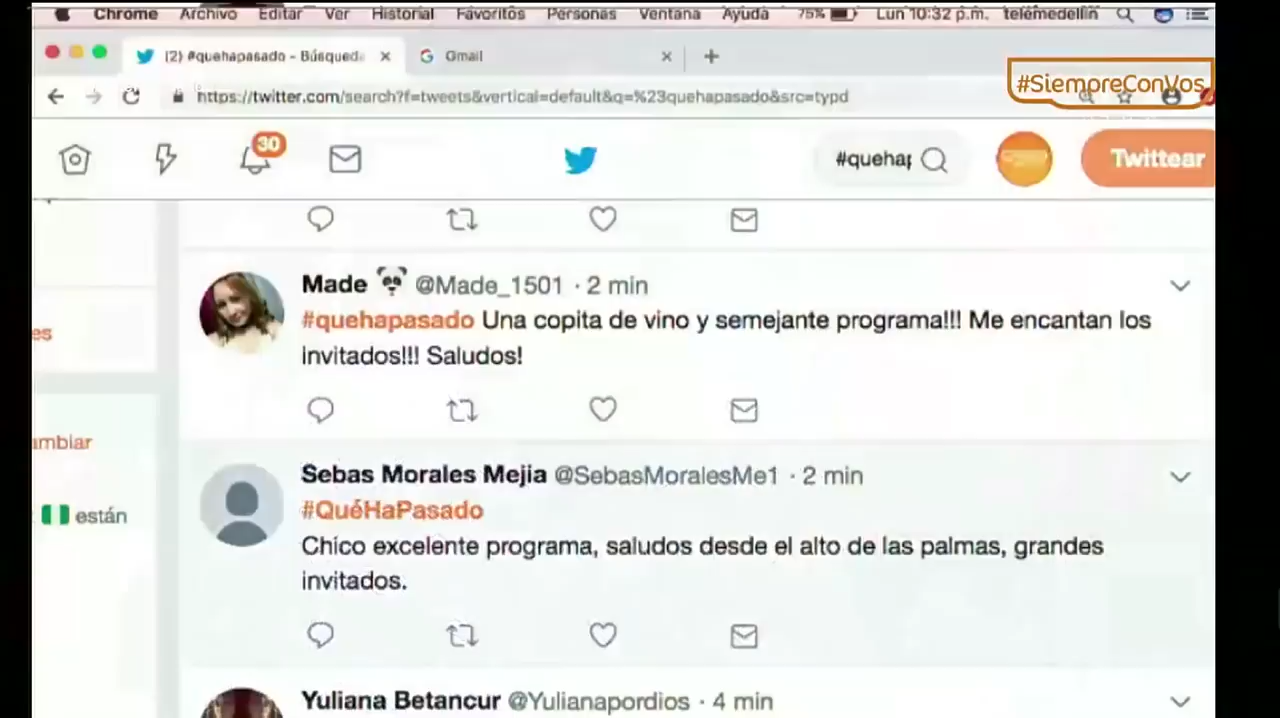 Chrome Archivo Editar Ver Historial Favoritos Personas Ventana Ayuda 75% Lun 10:32 p.m. telemedellin
(2) #quehapasado - Búsqueda
Gmail
#SiempreConVos
https://twitter.com/search?f=tweets&vertical=default&q=%23quehapasado&src=typd
30
#quehap
Twittear
Made @Made_1501 · 2 min
#quehapasado Una copita de vino y semejante programa!!! Me encantan los
invitados!!! Saludos!
es
ambiar
están
Sebas Morales Mejia @SebasMoralesMe1 · 2 min
#QuéHaPasado
Chico excelente programa, saludos desde el alto de las palmas, grandes
invitados.
Yuliana Betancur @Yulianapordios · 4 min